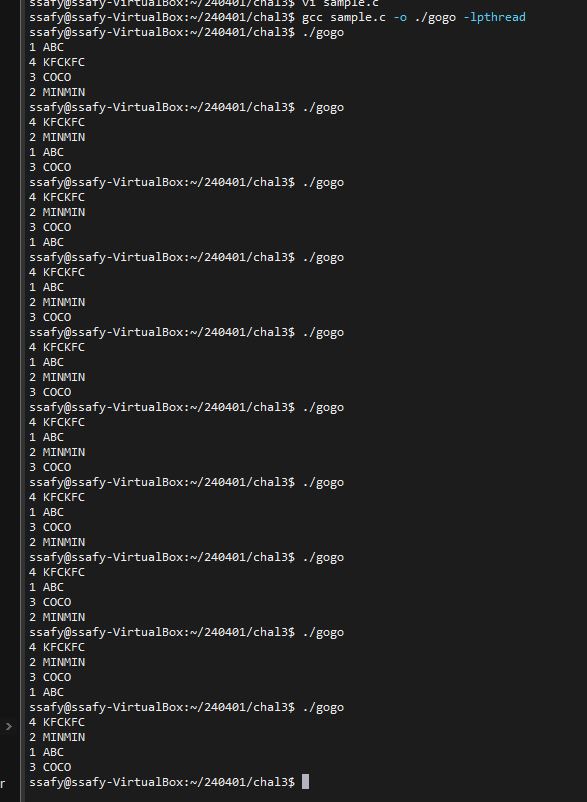 ssafy@ssafy-VirtualBox:~/240401/chal3$ vi sample.c
ssafy@ssafy-VirtualBox:~/240401/chal3$ gcc sample.c -o ./gogo -lpthread
ssafy@ssafy-VirtualBox:~/240401/chal3$ ./gogo
1 ABC
4 KFCKFC
3 COCO
2 MINMIN
ssafy@ssafy-VirtualBox:~/240401/chal3$ ./gogo
4 KFCKFC
2 MINMIN
1 ABC
3 COCO
ssafy@ssafy-VirtualBox:~/240401/chal3$ ./gogo
4 KFCKFC
2 MINMIN
3 COCO
1 ABC
ssafy@ssafy-VirtualBox:~/240401/chal3$ ./gogo
4 KFCKFC
1 ABC
2 MINMIN
3 COCO
ssafy@ssafy-VirtualBox:~/240401/chal3$ ./gogo
4 KFCKFC
1 ABC
2 MINMIN
3 COCO
ssafy@ssafy-VirtualBox:~/240401/chal3$ ./gogo
4 KFCKFC
1 ABC
2 MINMIN
3 COCO
ssafy@ssafy-VirtualBox:~/240401/chal3$ ./gogo
4 KFCKFC
1 ABC
3 COCO
2 MINMIN
ssafy@ssafy-VirtualBox:~/240401/chal3$ ./gogo
4 KFCKFC
1 ABC
3 COCO
2 MINMIN
ssafy@ssafy-VirtualBox:~/240401/chal3$ ./gogo
4 KFCKFC
2 MINMIN
3 COCO
1 ABC
ssafy@ssafy-VirtualBox:~/240401/chal3$ ./gogo
4 KFCKFC
2 MINMIN
1 ABC
3 COCO
r
ssafy@ssafy-VirtualBox:~/240401/chal3$